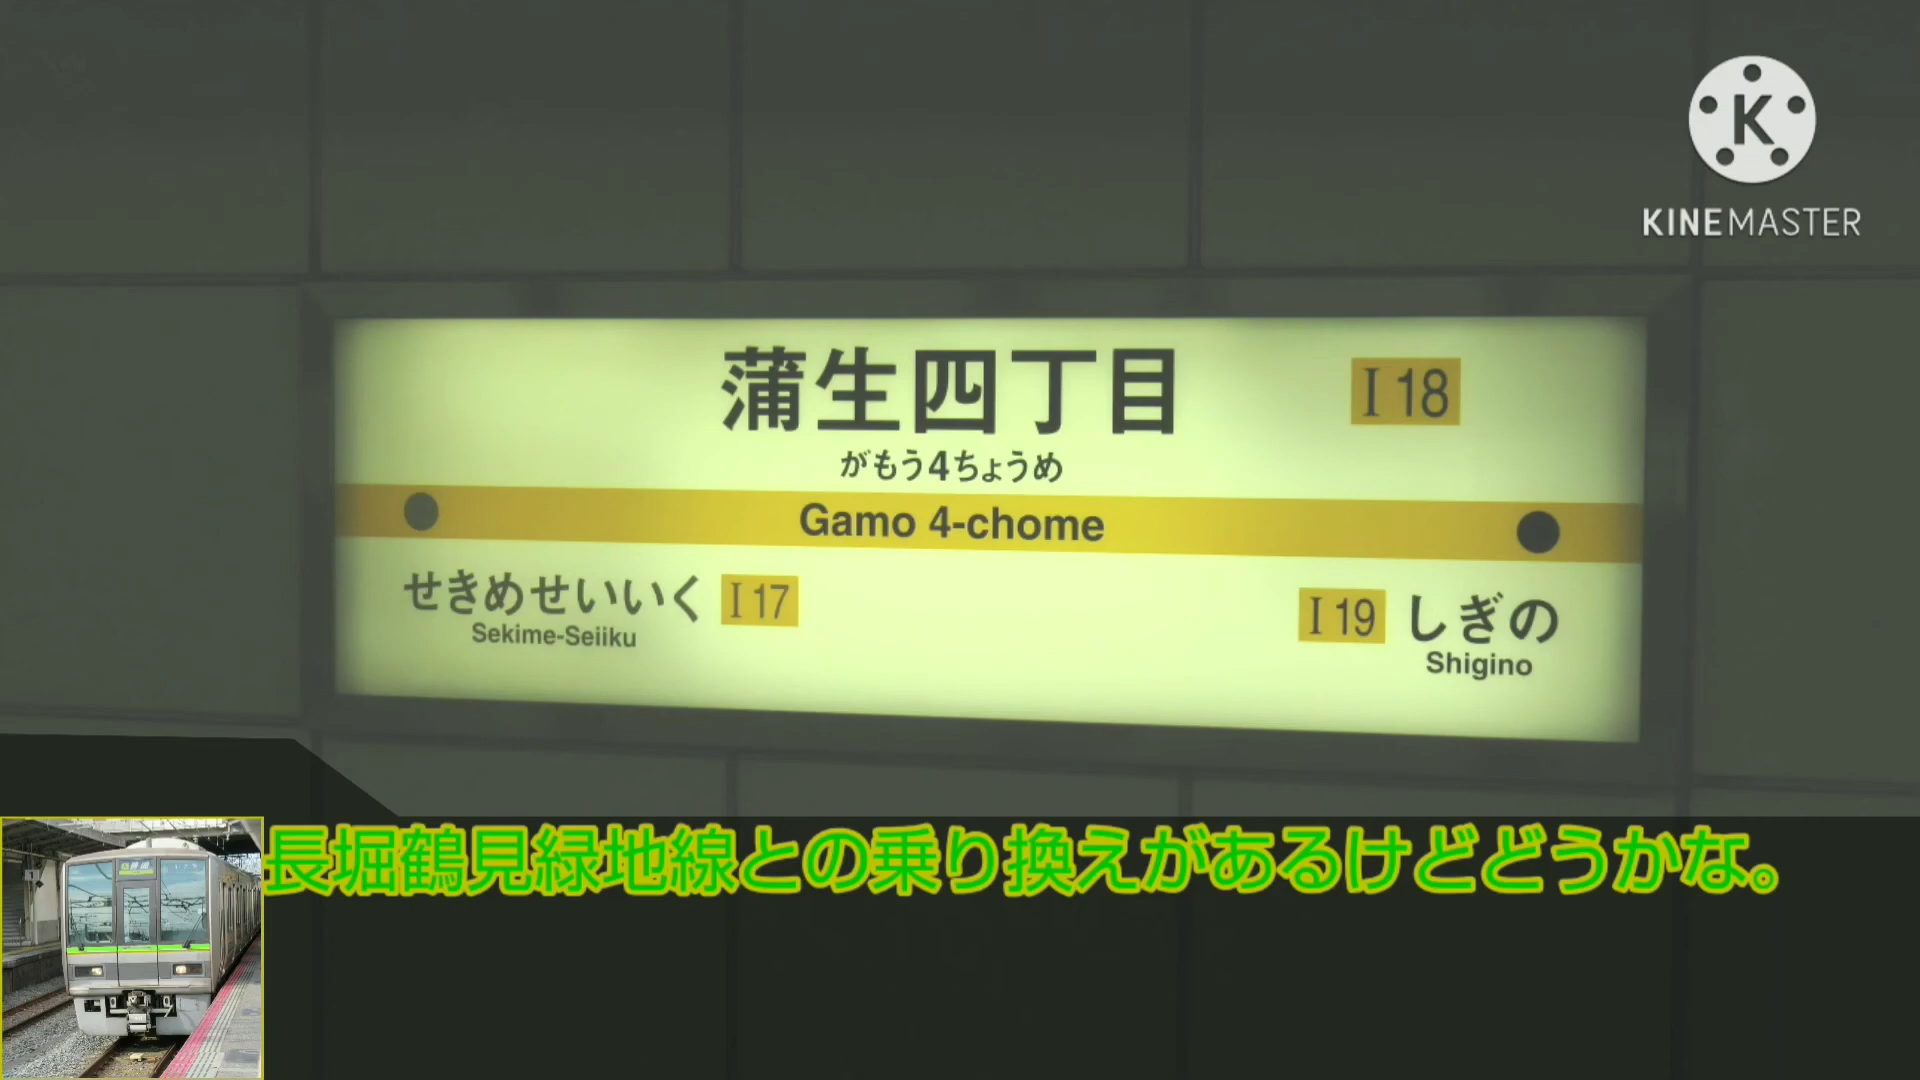 KINEMASTER
蒲生四丁目
I 18
がもう4ちょうめ
Gamo 4-chome
せきめせいいく I 17
Sekime-Seiiku
I 19 しぎの
Shigino
長堀鶴見緑地線との乗り換えがあるけどどうかな。